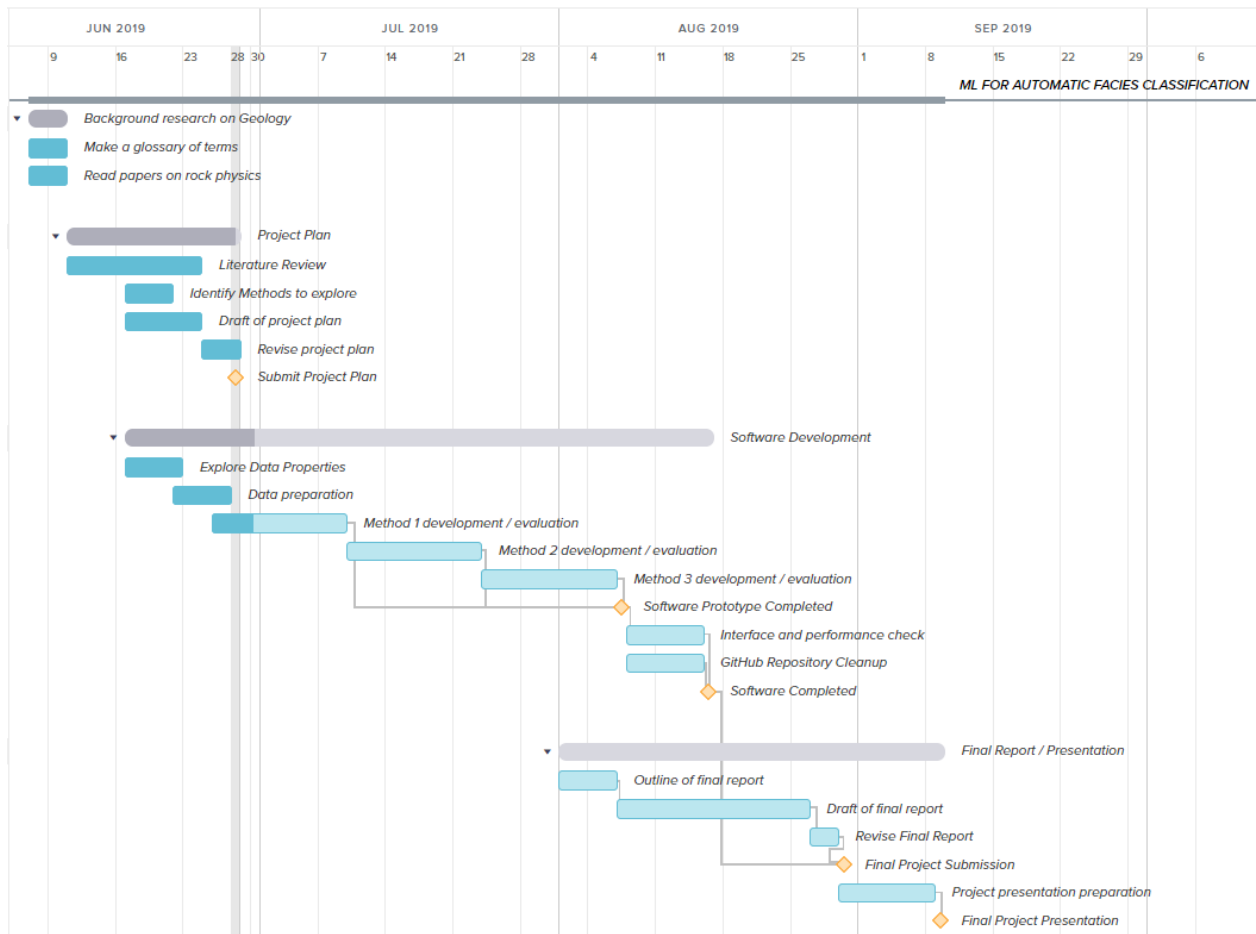 JUN 2019 JUL 2019 AUG 2019 SEP 2019
9 16 23 28 30 7 14 21 28 4 11 18 25 1 8 15 22 29 6
ML FOR AUTOMATIC FACIES CLASSIFICATION
Background research on Geology
Make a glossary of terms
Read papers on rock physics
Project Plan
Literature Review
Identify Methods to explore
Draft of project plan
Revise project plan
Submit Project Plan
Software Development
Explore Data Properties
Data preparation
Method 1 development / evaluation
Method 2 development / evaluation
Method 3 development / evaluation
Software Prototype Completed
Interface and performance check
GitHub Repository Cleanup
Software Completed
Final Report / Presentation
Outline of final report
Draft of final report
Revise Final Report
Final Project Submission
Project presentation preparation
Final Project Presentation